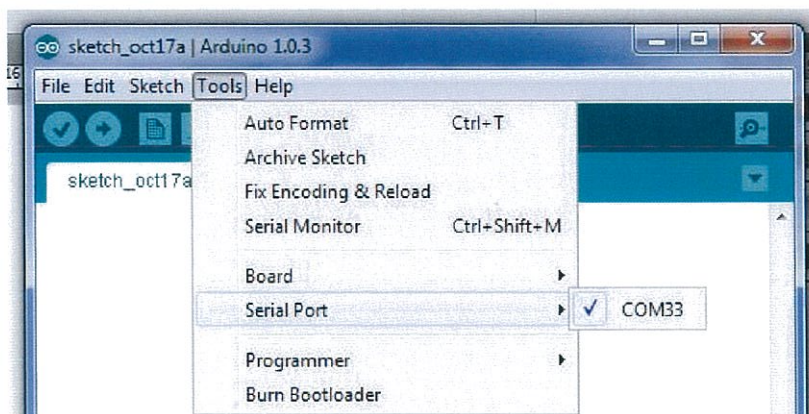 sketch_oct17a | Arduino 1.0.3
16
File Edit Sketch Tools Help
Auto Format Ctrl+T
sketch_oct17a
Archive Sketch
Fix Encoding & Reload
Serial Monitor Ctrl+Shift+M
Board
Serial Port
COM33
Programmer
Burn Bootloader